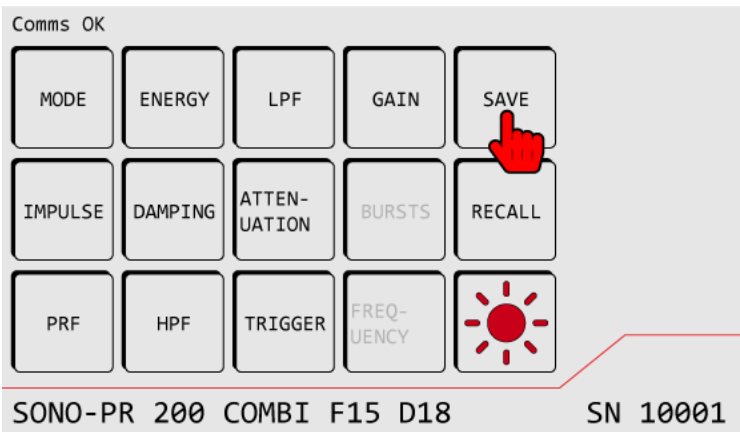 Comms OK
MODE ENERGY LPF GAIN SAVE
IMPULSE DAMPING ATTEN-
UATION BURSTS RECALL
PRF HPF TRIGGER FREQ-
UENCY
SONO-PR 200 COMBI F15 D18 SN 10001